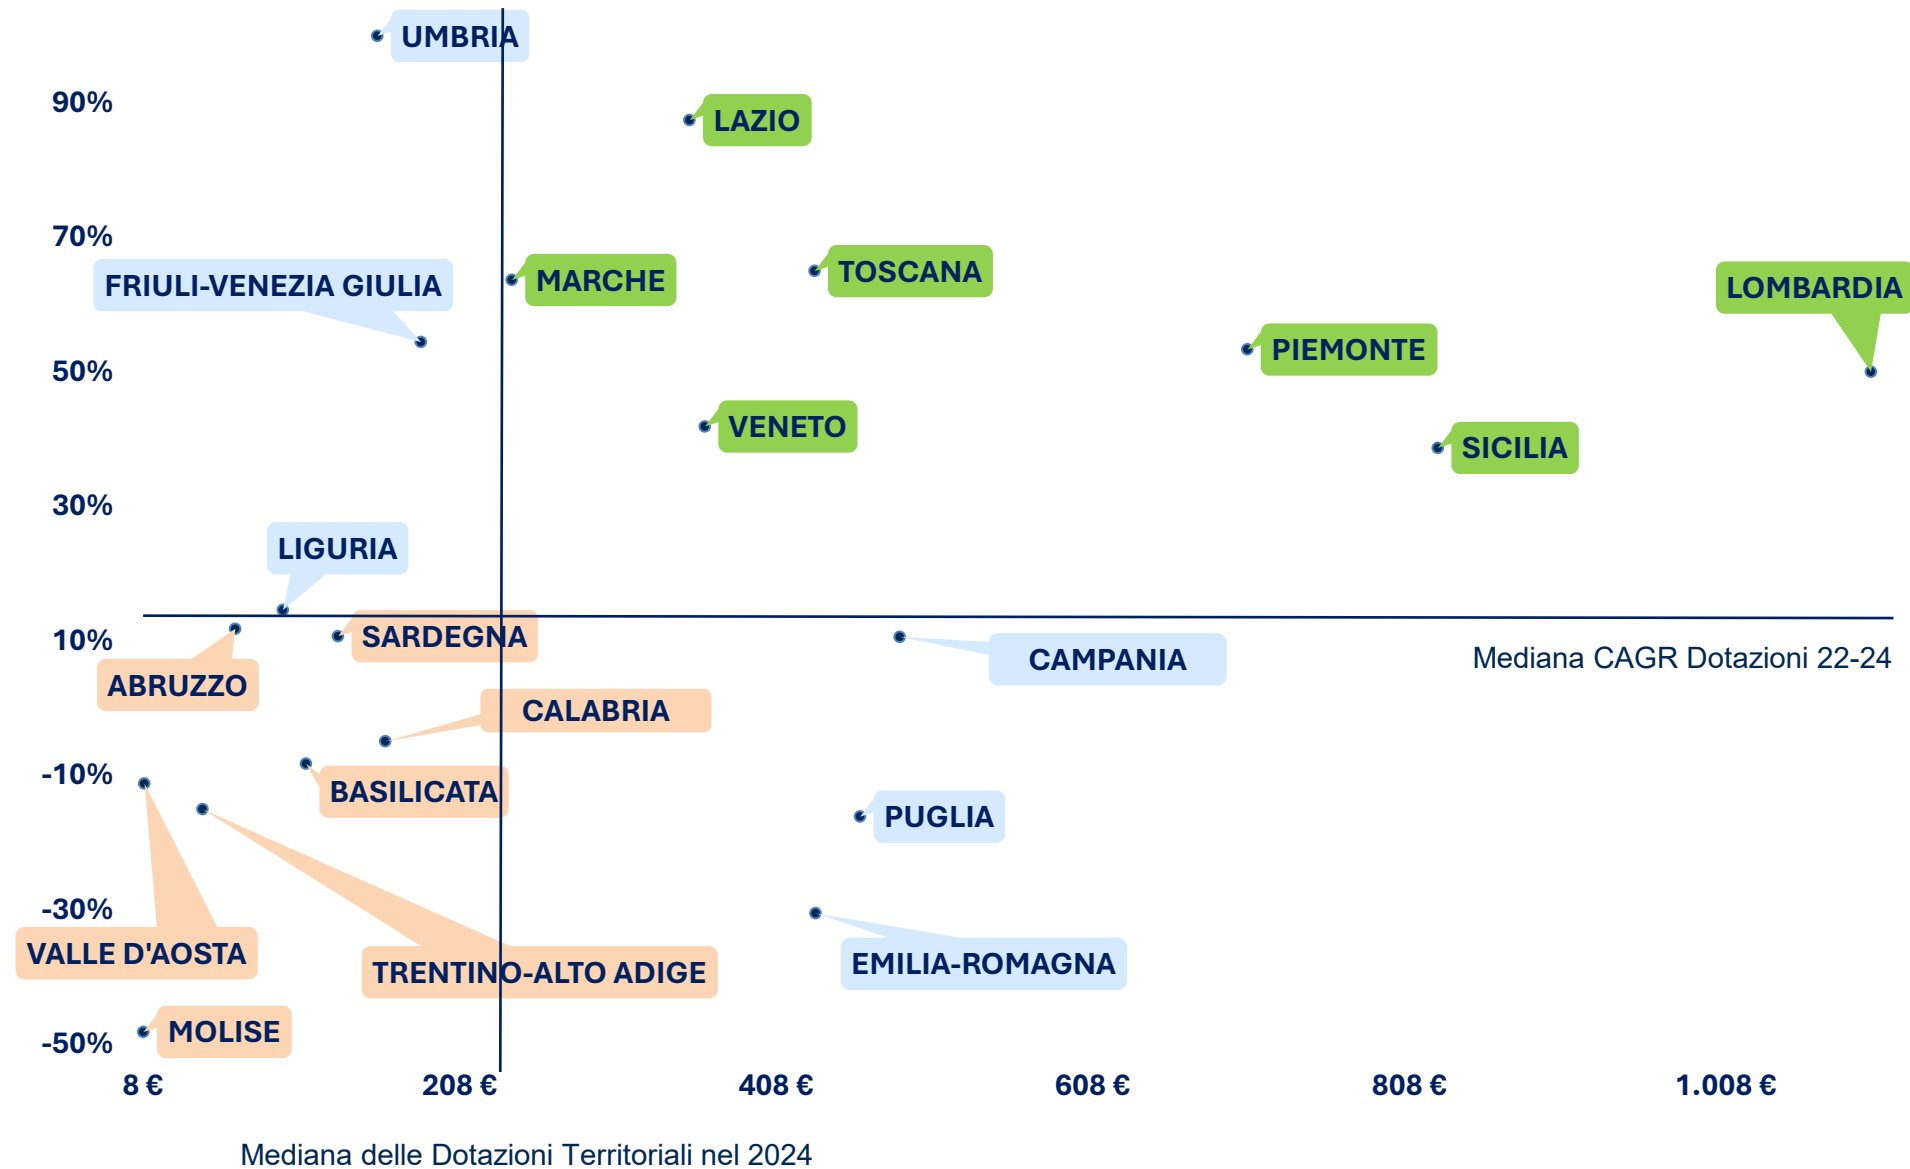 UMBRIA
90%
LAZIO
70%
FRIULI-VENEZIA GIULIA
MARCHE
TOSCANA
LOMBARDIA
PIEMONTE
50%
VENETO
SICILIA
30%
LIGURIA
10%
SARDEGNA
CAMPANIA
Mediana CAGR Dotazioni 22-24
ABRUZZO
CALABRIA
-10%
BASILICATA
PUGLIA
-30%
VALLE D'AOSTA
TRENTINO-ALTO ADIGE
EMILIA-ROMAGNA
MOLISE
-50%
8 €
208 €
408 €
608 €
808 €
1.008 €
Mediana delle Dotazioni Territoriali nel 2024